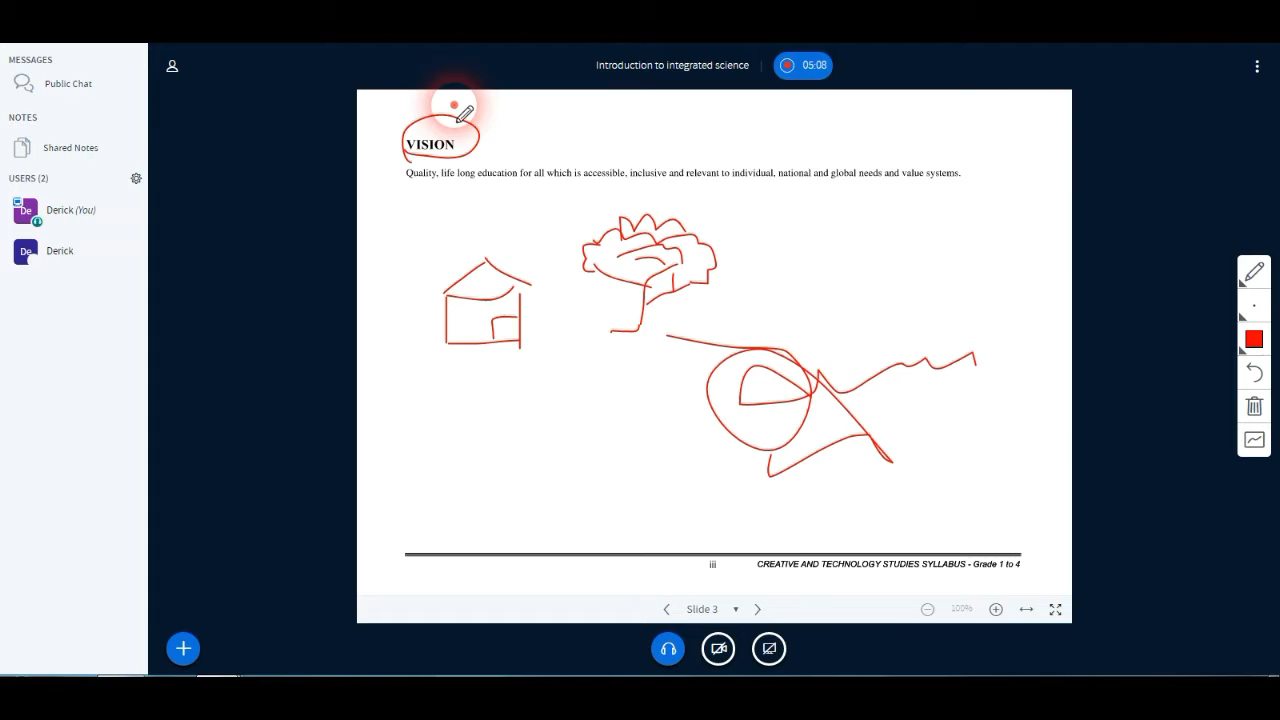 MESSAGES
Public Chat
NOTES
Shared Notes
USERS (2)
De
Derick (You)
De
Derick
Introduction to integrated science
05:08
VISION
Quality, life long education for all which is accessible, inclusive and relevant to individual, national and global needs and value systems.
iii CREATIVE AND TECHNOLOGY STUDIES SYLLABUS - Grade 1 to 4
Slide 3
100%